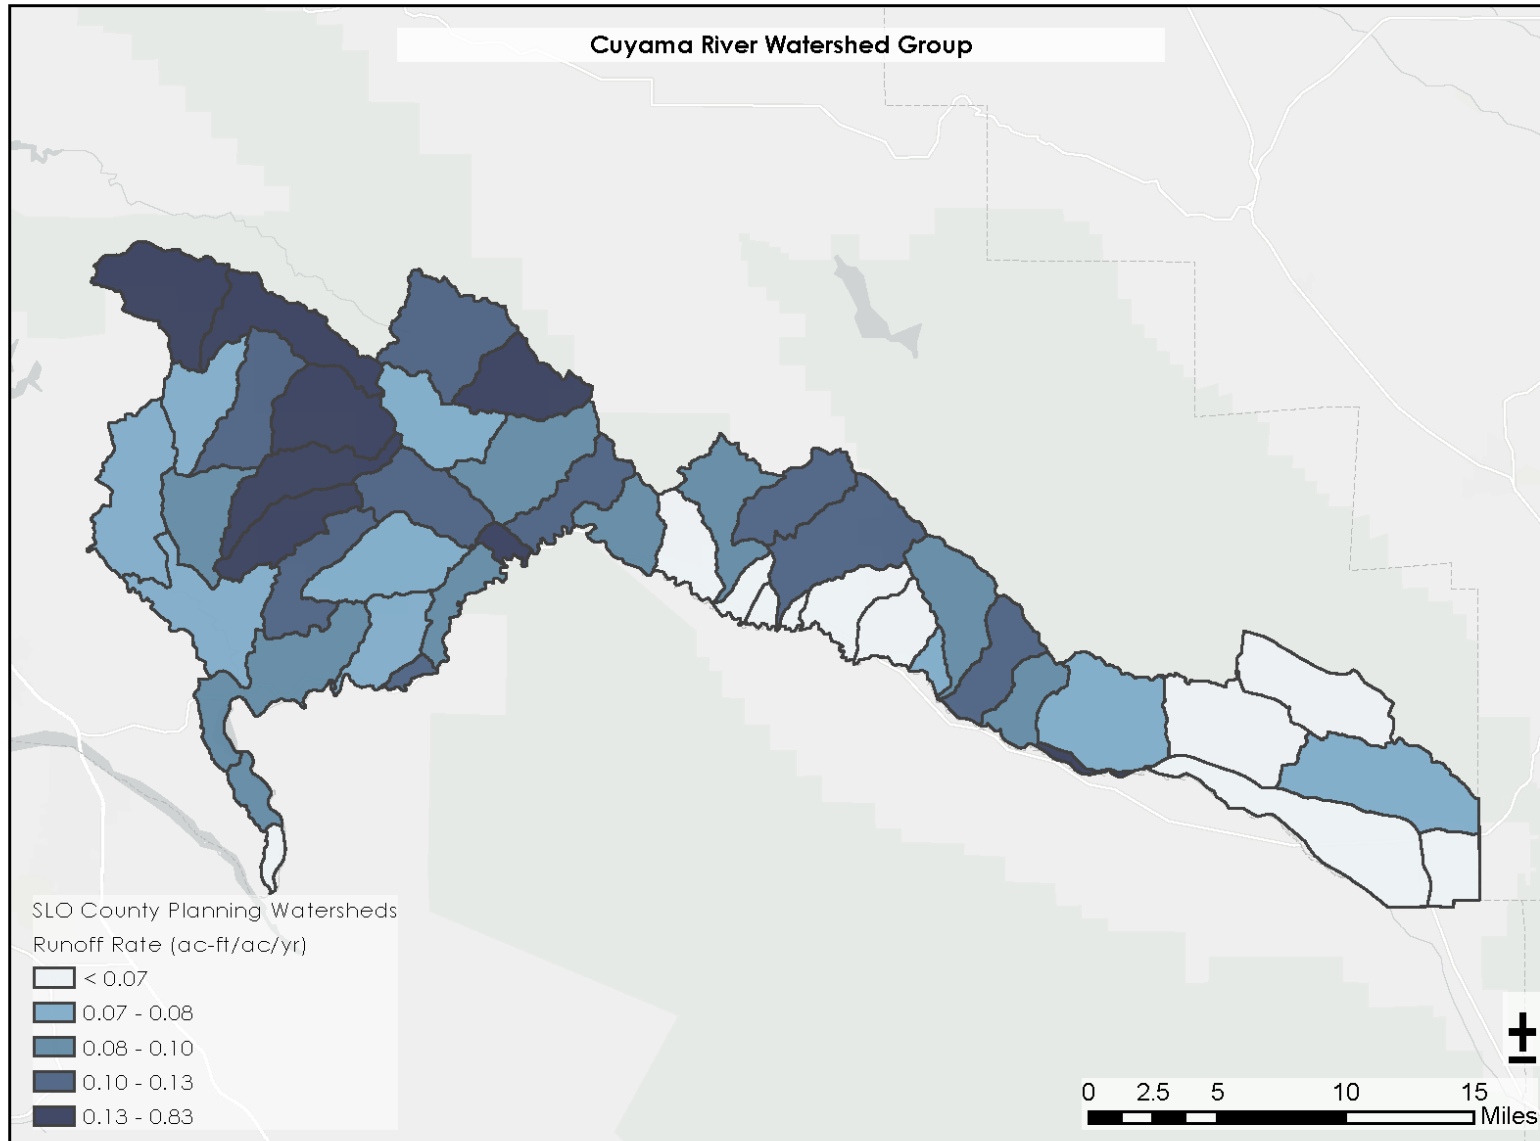 Cuyama River Watershed Group
SLO County Planning Watersheds
Runoff Rate (ac-ft/ac/yr)
< 0.07
0.07 - 0.08
0.08 - 0.10
0.10 - 0.13
0.13 - 0.83
0 2.5 5 10 15
Miles